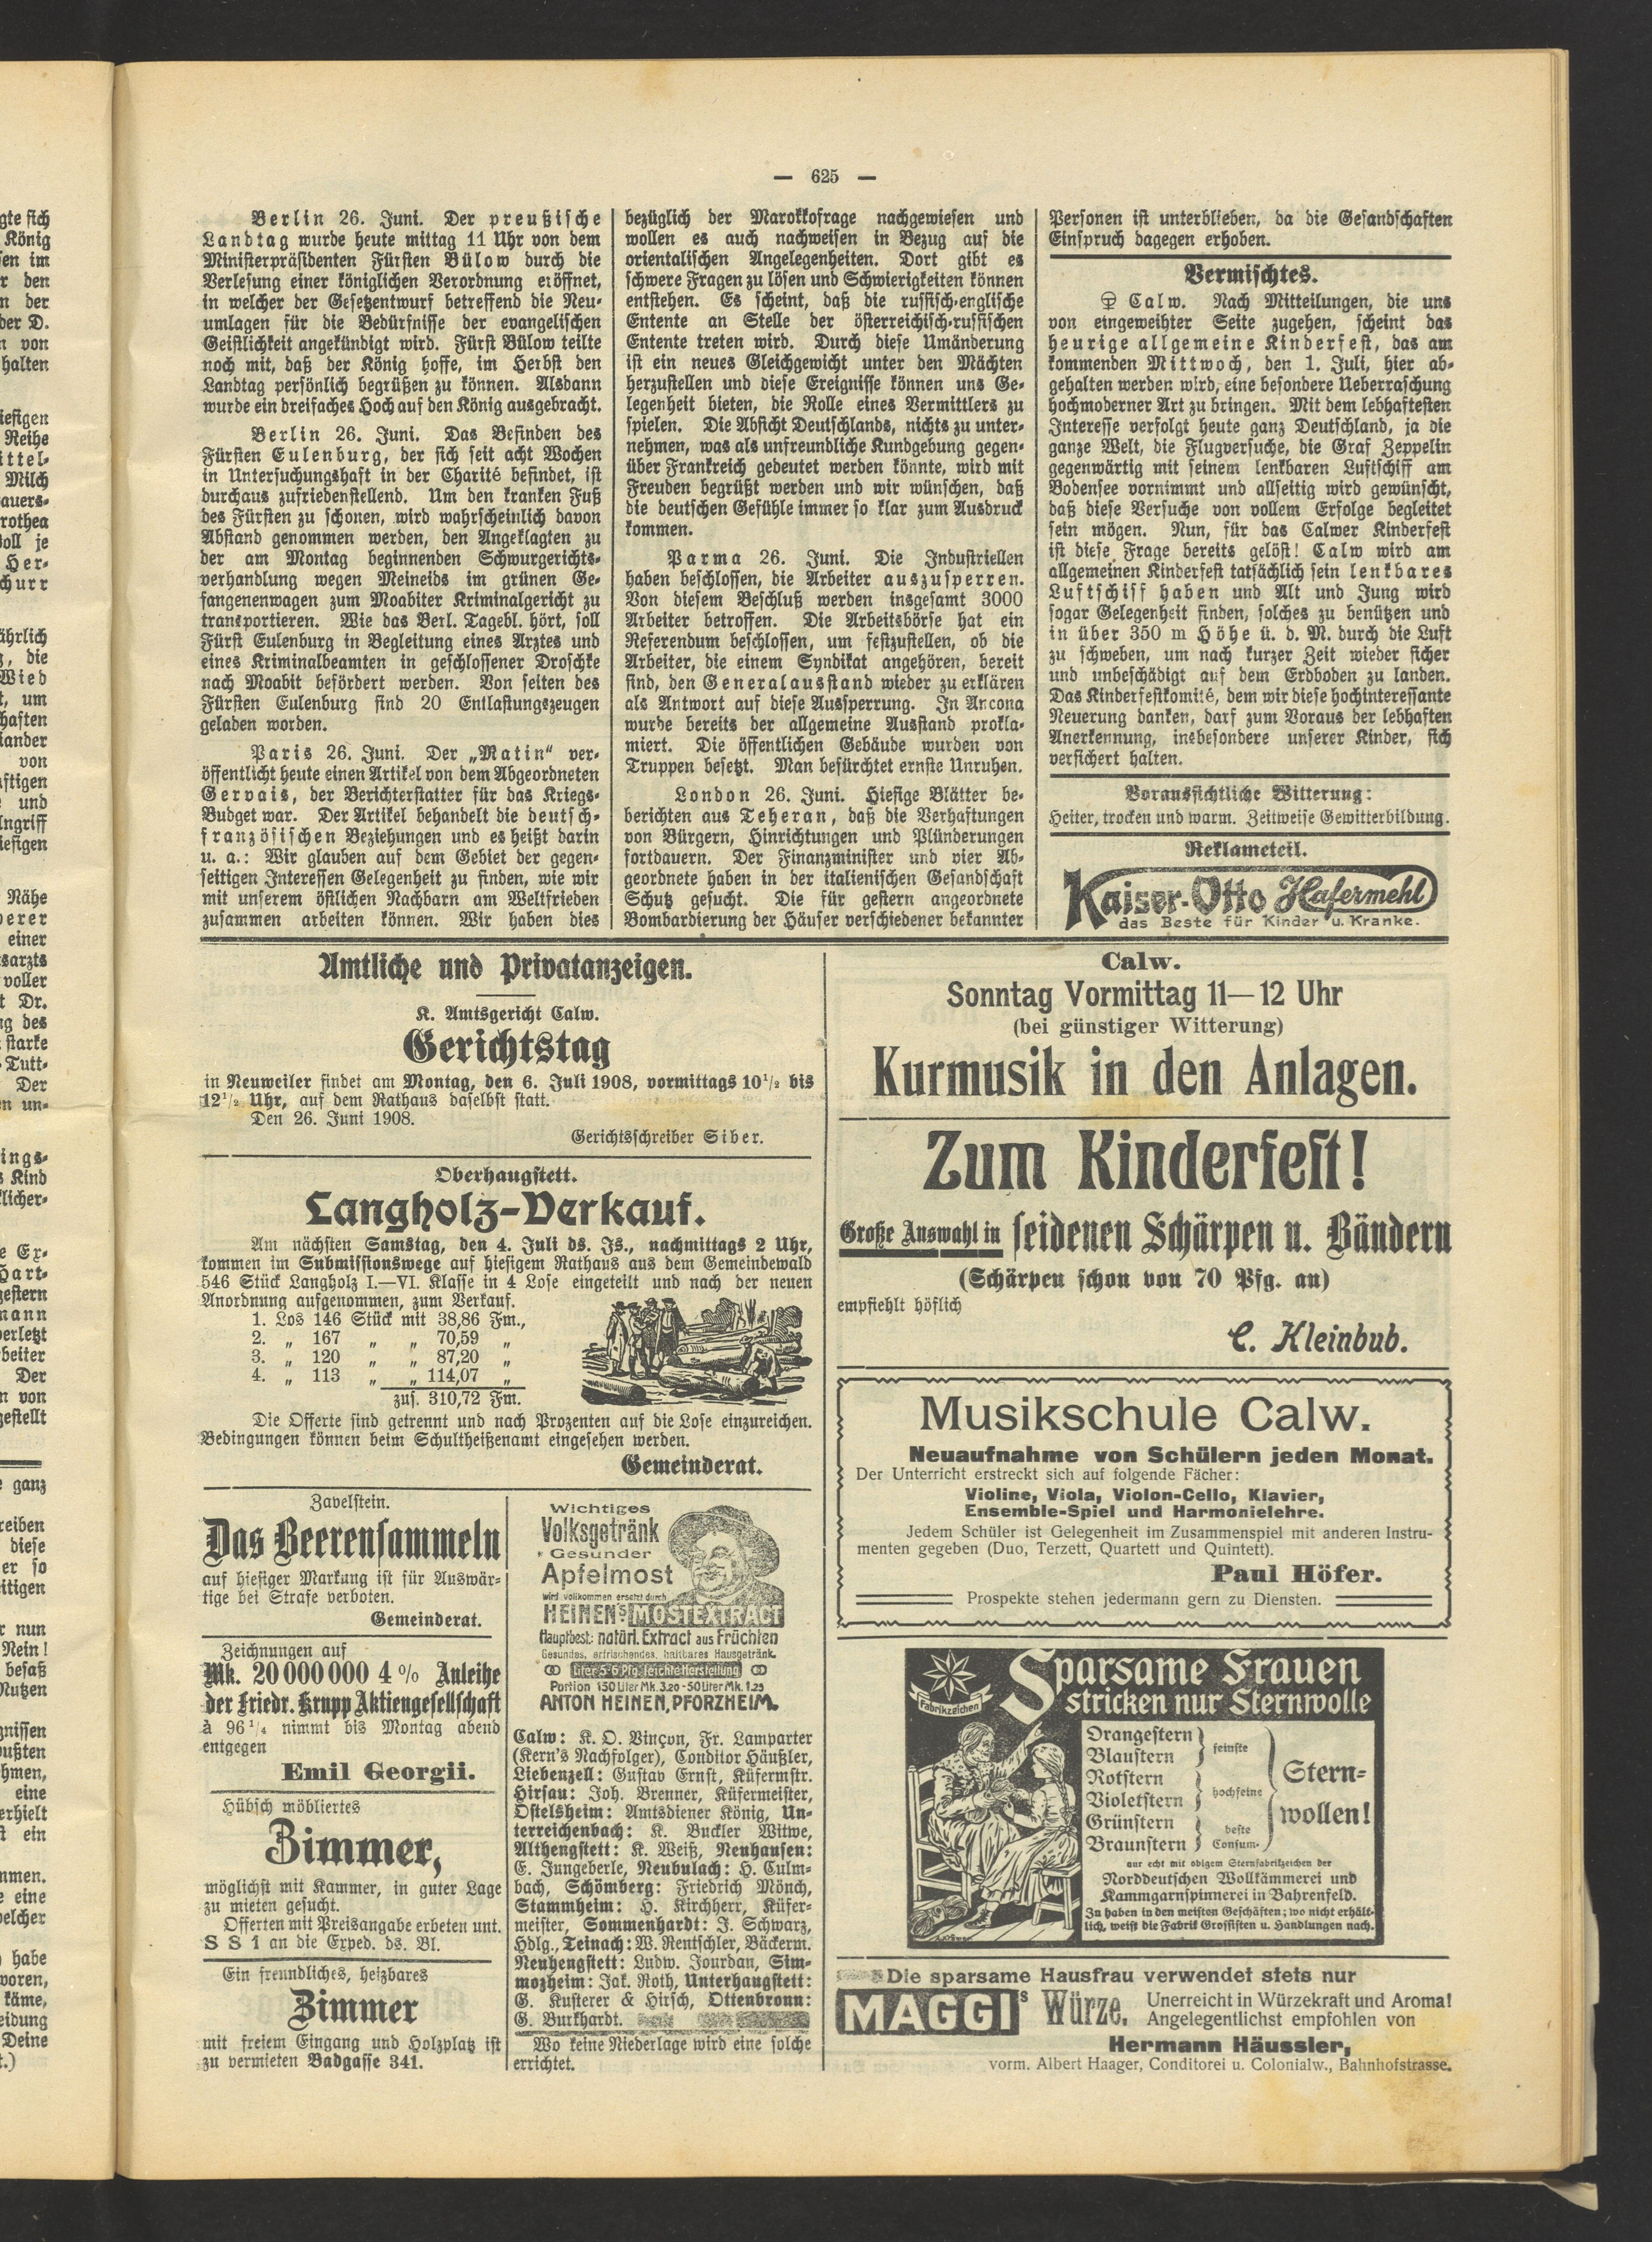 — 625 —
Berlin 26. Juni. Der preußische
Landtag wurde heute mittag 11 Uhr von dem
Ministerpräsidenten Fürsten Bülow durch die
Verlesung einer königlichen Verordnung eröffnet,
in welcher der Gesetzentwurf betreffend die Neu-
umlagen für die Bedürfnisse der evangelischen
Geistlichkeit angekündigt wird. Fürst Bülow teilte
noch mit, daß der König hoffe, im Herbst den
Landtag persönlich begrüßen zu können. Alsdann
wurde ein dreifaches Hoch auf den König ausgebracht.
Berlin 26. Juni. Das Befinden des
Fürsten Eulenburg, der sich seit acht Wochen
in Untersuchungshaft in der Charité befindet, ist
durchaus zufriedenstellend. Um den kranken Fuß
des Fürsten zu schonen, wird wahrscheinlich davon
Abstand genommen werden, den Angeklagten zu
der am Montag beginnenden Schwurgerichts-
verhandlung wegen Meineids im grünen Ge-
fangenenwagen zum Moabiter Kriminalgericht zu
transportieren. Wie das Berl. Tagebl. hört, soll
Fürst Eulenburg in Begleitung eines Arztes und
eines Kriminalbeamten in geschlossener Droschke
nach Moabit befördert werden. Von seiten des
Fürsten Eulenburg sind 20 Entlastungszeugen
geladen worden.
Paris 26. Juni. Der „Matin“ ver-
öffentlicht heute einen Artikel von dem Abgeordneten
Gervais, der Berichterstatter für das Kriegs-
Budget war. Der Artikel behandelt die deutsch-
französischen Beziehungen und es heißt darin
u. a.: Wir glauben auf dem Gebiet der gegen-
seitigen Interessen Gelegenheit zu finden, wie wir
mit unserem östlichen Nachbarn am Weltfrieden
zusammen arbeiten können. Wir haben dies
bezüglich der Marokkofrage nachgewiesen und
wollen es auch nachweisen in Bezug auf die
orientalischen Angelegenheiten. Dort gibt es
schwere Fragen zu lösen und Schwierigkeiten können
entstehen. Es scheint, daß die russisch-englische
Entente an Stelle der österreichisch-russischen
Entente treten wird. Durch diese Umänderung
ist ein neues Gleichgewicht unter den Mächten
herzustellen und diese Ereignisse können uns Ge-
legenheit bieten, die Rolle eines Vermittlers zu
spielen. Die Absicht Deutschlands, nichts zu unter-
nehmen, was als unfreundliche Kundgebung gegen-
über Frankreich gedeutet werden könnte, wird mit
Freuden begrüßt werden und wir wünschen, daß
die deutschen Gefühle immer so klar zum Ausdruck
kommen.
Parma 26. Juni. Die Industriellen
haben beschlossen, die Arbeiter auszusperren.
Von diesem Beschluß werden insgesamt 3000
Arbeiter betroffen. Die Arbeitsbörse hat ein
Referendum beschlossen, um festzustellen, ob die
Arbeiter, die einem Syndikat angehören, bereit
sind, den Generalausstand wieder zu erklären
als Antwort auf diese Aussperrung. In Ancona
wurde bereits der allgemeine Ausstand prokla-
miert. Die öffentlichen Gebäude wurden von
Truppen besetzt. Man befürchtet ernste Unruhen.
London 26. Juni. Hiesige Blätter be-
berichten aus Teheran, daß die Verhaftungen
von Bürgern, Hinrichtungen und Plünderungen
fortdauern. Der Finanzminister und vier Ab-
geordnete haben in der italienischen Gesandschaft
Schutz gesucht. Die für gestern angeordnete
Bombardierung der Häuser verschiedener bekannter
Personen ist unterblieben, da die Gesandschaften
Einspruch dagegen erhoben.
Vermischtes.
Calw. Nach Mitteilungen, die uns
von eingeweihter Seite zugehen, scheint das
heurige allgemeine Kinderfest, das am
kommenden Mittwoch, den 1. Juli, hier ab-
gehalten werden wird, eine besondere Ueberraschung
hochmoderner Art zu bringen. Mit dem lebhaftesten
Interesse verfolgt heute ganz Deutschland, ja die
ganze Welt, die Flugversuche, die Graf Zeppelin
gegenwärtig mit seinem lenkbaren Luftschiff am
Bodensee vornimmt und allseitig wird gewünscht,
daß diese Versuche von vollem Erfolge begleitet
sein mögen. Nun, für das Calwer Kinderfest
ist diese Frage bereits gelöst! Calw wird am
allgemeinen Kinderfest tatsächlich sein lenkbares
Luftschiff haben und Alt und Jung wird
sogar Gelegenheit finden, solches zu benützen und
in über 350 m Höhe ü. d. M. durch die Luft
zu schweben, um nach kurzer Zeit wieder sicher
und unbeschädigt auf dem Erdboden zu landen.
Das Kinderfestkomité, dem wir diese hochinteressante
Neuerung danken, darf zum Voraus der lebhaften
Anerkennung, insbesondere unserer Kinder, sich
versichert halten.
Voraussichtliche Witterung:
Heiter, trocken und warm. Zeitweise Gewitterbildung.
Reklameteil.
Kaiser-Otto Hafermehl
das Beste für Kinder u. Kranke.
Amtliche und Privatanzeigen.
K. Amtsgericht Calw.
Gerichtstag
in Neuweiler findet am Montag, den 6. Juli 1908, vormittags 10½ bis
12½ Uhr, auf dem Rathaus daselbst statt.
Den 26. Juni 1908.
Gerichtsschreiber Siber.
Oberhaugstett.
Langholz-Verkauf.
Am nächsten Samstag, den 4. Juli ds. Js., nachmittags 2 Uhr,
kommen im Submissionswege auf hiesigem Rathaus aus dem Gemeindewald
546 Stück Langholz I.—VI. Klasse in 4 Lose eingeteilt und nach der neuen
Anordnung aufgenommen, zum Verkauf.
1. Los 146 Stück mit 38,86 Fm.,
2. „ 167 „ „ 70,59 „
3. „ 120 „ „ 87,20 „
4. „ 113 „ „ 114,07 „
zus. 310,72 Fm.
Die Offerte sind getrennt und nach Prozenten auf die Lose einzureichen.
Bedingungen können beim Schultheißenamt eingesehen werden.
Gemeinderat.
Zavelstein.
Das Beerensammeln
auf hiesiger Markung ist für Auswär-
tige bei Strafe verboten.
Gemeinderat.
Zeichnungen auf
Mk. 20 000 000 4 % Anleihe
der Friedr. Krupp Aktiengesellschaft
à 96¼ nimmt bis Montag abend
entgegen
Emil Georgii.
Hübsch möbliertes
Zimmer,
möglichst mit Kammer, in guter Lage
zu mieten gesucht.
Offerten mit Preisangabe erbeten unt.
S S 1 an die Exped. ds. Bl.
Ein freundliches, heizbares
Zimmer
mit freiem Eingang und Holzplatz ist
zu vermieten Badgasse 341.
Wichtiges
Volksgetränk
Gesunder
Apfelmost
wird vollkommen ersetzt durch
HEINEN'S MOSTEXTRACT
Hauptbest: natürl. Extract aus Früchten
Gesundes, erfrischendes, haltbares Hausgetränk.
Liter 5-6 Pfg. leichte Herstellung
Portion 150 Liter Mk. 3.20 - 50 Liter Mk. 1.25
ANTON HEINEN, PFORZHEIM.
Calw: K. O. Vinçon, Fr. Lamparter
(Kern's Nachfolger), Conditor Häußler,
Liebenzell: Gustav Ernst, Küfermstr.
Hirsau: Joh. Brenner, Küfermeister,
Ostelsheim: Amtsdiener König, Un-
terreichenbach: K. Buckler Witwe,
Althengstett: K. Weiß, Neuhausen:
E. Jungeberle, Neubulach: H. Culm-
bach, Schömberg: Friedrich Mönch,
Stammheim: H. Kirchherr, Küfer-
meister, Sommenhardt: J. Schwarz,
Hdlg., Teinach: W. Rentschler, Bäckerm.
Neuhengstett: Ludw. Jourdan, Sim-
mozheim: Jak. Roth, Unterhaugstett:
G. Kusterer & Hirsch, Ottenbronn:
G. Burkhardt.
Wo keine Niederlage wird eine solche
errichtet.
Calw.
Sonntag Vormittag 11—12 Uhr
(bei günstiger Witterung)
Kurmusik in den Anlagen.
Zum Kinderfest!
Große Auswahl in seidenen Schärpen u. Bändern
(Schärpen schon von 70 Pfg. an)
empfiehlt höflich
C. Kleinbub.
Musikschule Calw.
Neuaufnahme von Schülern jeden Monat.
Der Unterricht erstreckt sich auf folgende Fächer:
Violine, Viola, Violon-Cello, Klavier,
Ensemble-Spiel und Harmonielehre.
Jedem Schüler ist Gelegenheit im Zusammenspiel mit anderen Instru-
menten gegeben (Duo, Terzett, Quartett und Quintett).
Paul Höfer.
Prospekte stehen jedermann gern zu Diensten.
Fabrikzeichen
Sparsame Frauen
stricken nur Sternwolle
Orangestern
Blaustern
feinste
Rotstern
Violetstern
hochfeine
Grünstern
Braunstern
beste
Consum-
Stern-
wollen!
nur echt mit obigem Sternfabrikzeichen der
Norddeutschen Wollkämmerei und
Kammgarnspinnerei in Bahrenfeld.
Zu haben in den meisten Geschäften; wo nicht erhält-
lich, weist die Fabrik Grossisten u. Handlungen nach.
Die sparsame Hausfrau verwendet stets nur
MAGGIs Würze.
Unerreicht in Würzekraft und Aroma!
Angelegentlichst empfohlen von
Hermann Häussler,
vorm. Albert Haager, Conditorei u. Colonialw., Bahnhofstrasse.